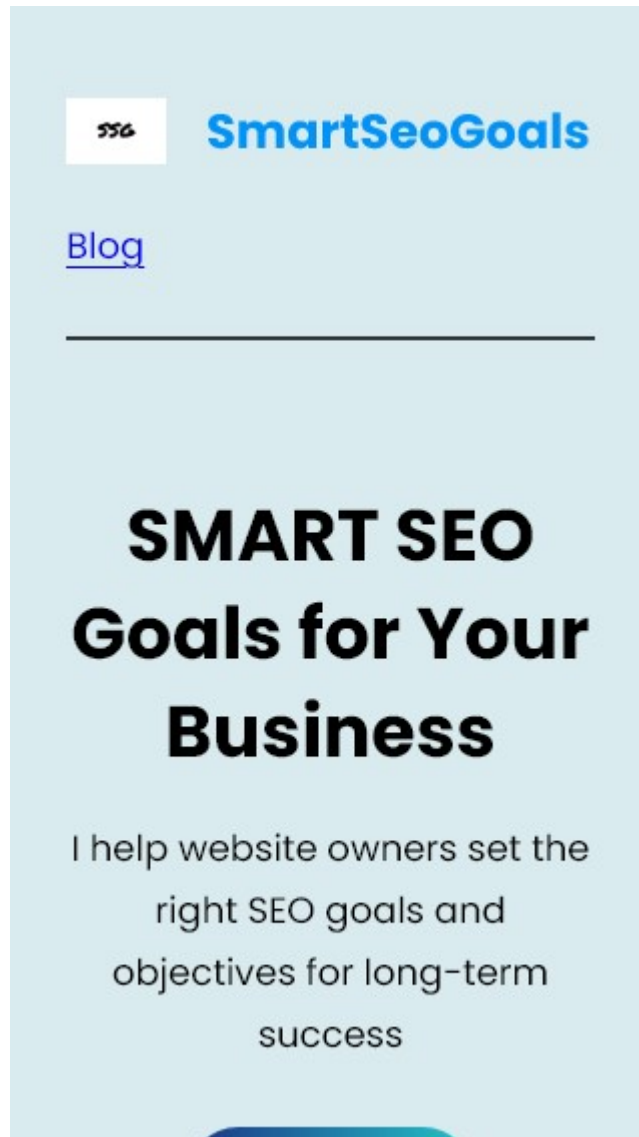 SSG
SmartSeoGoals
Blog
SMART SEO
Goals for Your
Business
I help website owners set the
right SEO goals and
objectives for long-term
success